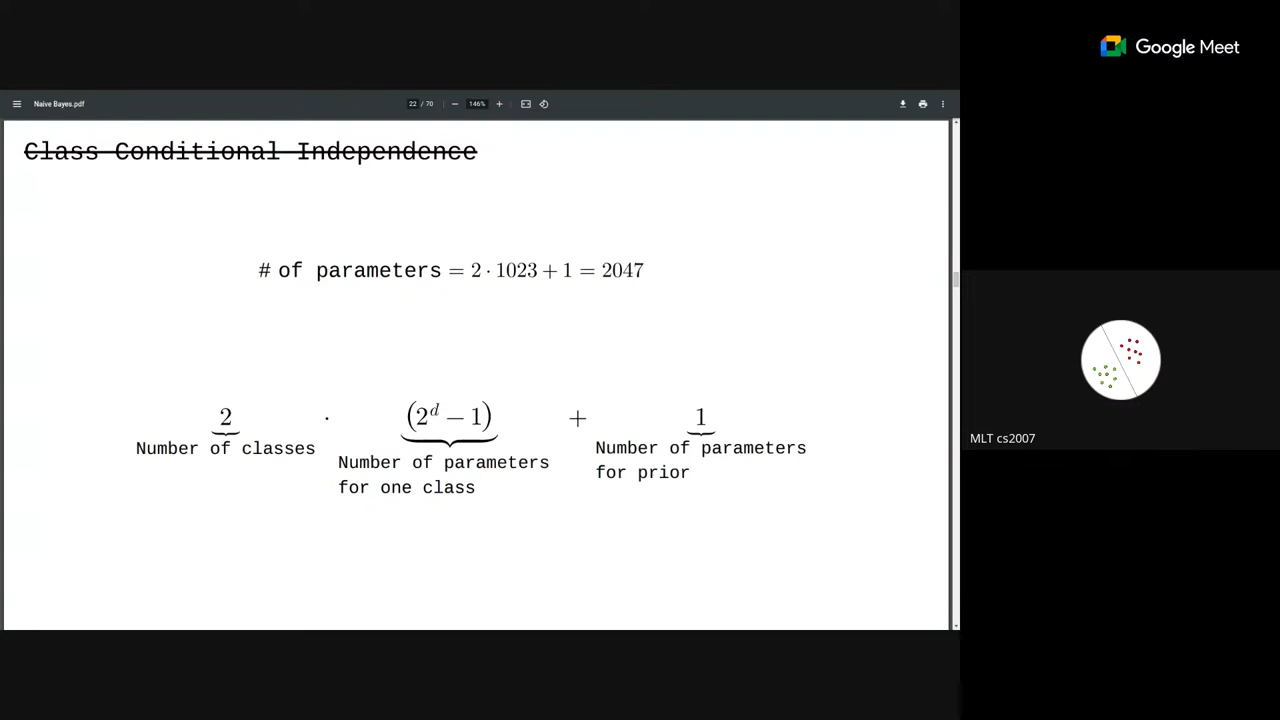 Google Meet
Naive Bayes.pdf
22 / 70
146%
Class Conditional Independence
# of parameters = 2 · 1023 + 1 = 2047
2 · (2^d − 1) + 1
Number of classes
Number of parameters
for one class
Number of parameters
for prior
MLT cs2007